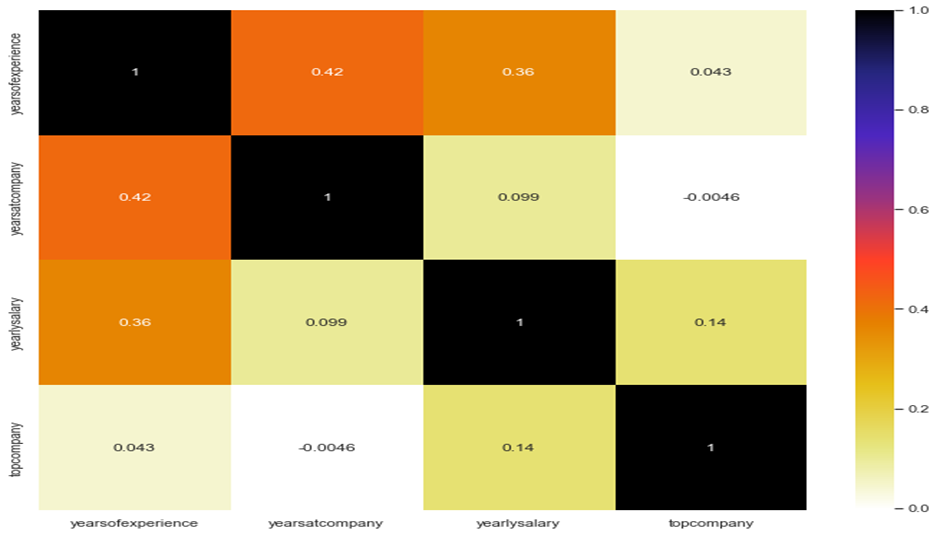 yearsofexperience 1 0.42 0.36 0.043
yearsatcompany 0.42 1 0.099 -0.0046
yearlysalary 0.36 0.099 1 0.14
topcompany 0.043 -0.0046 0.14 1
yearsofexperience yearsatcompany yearlysalary topcompany
1.0
0.8
0.6
0.4
0.2
0.0